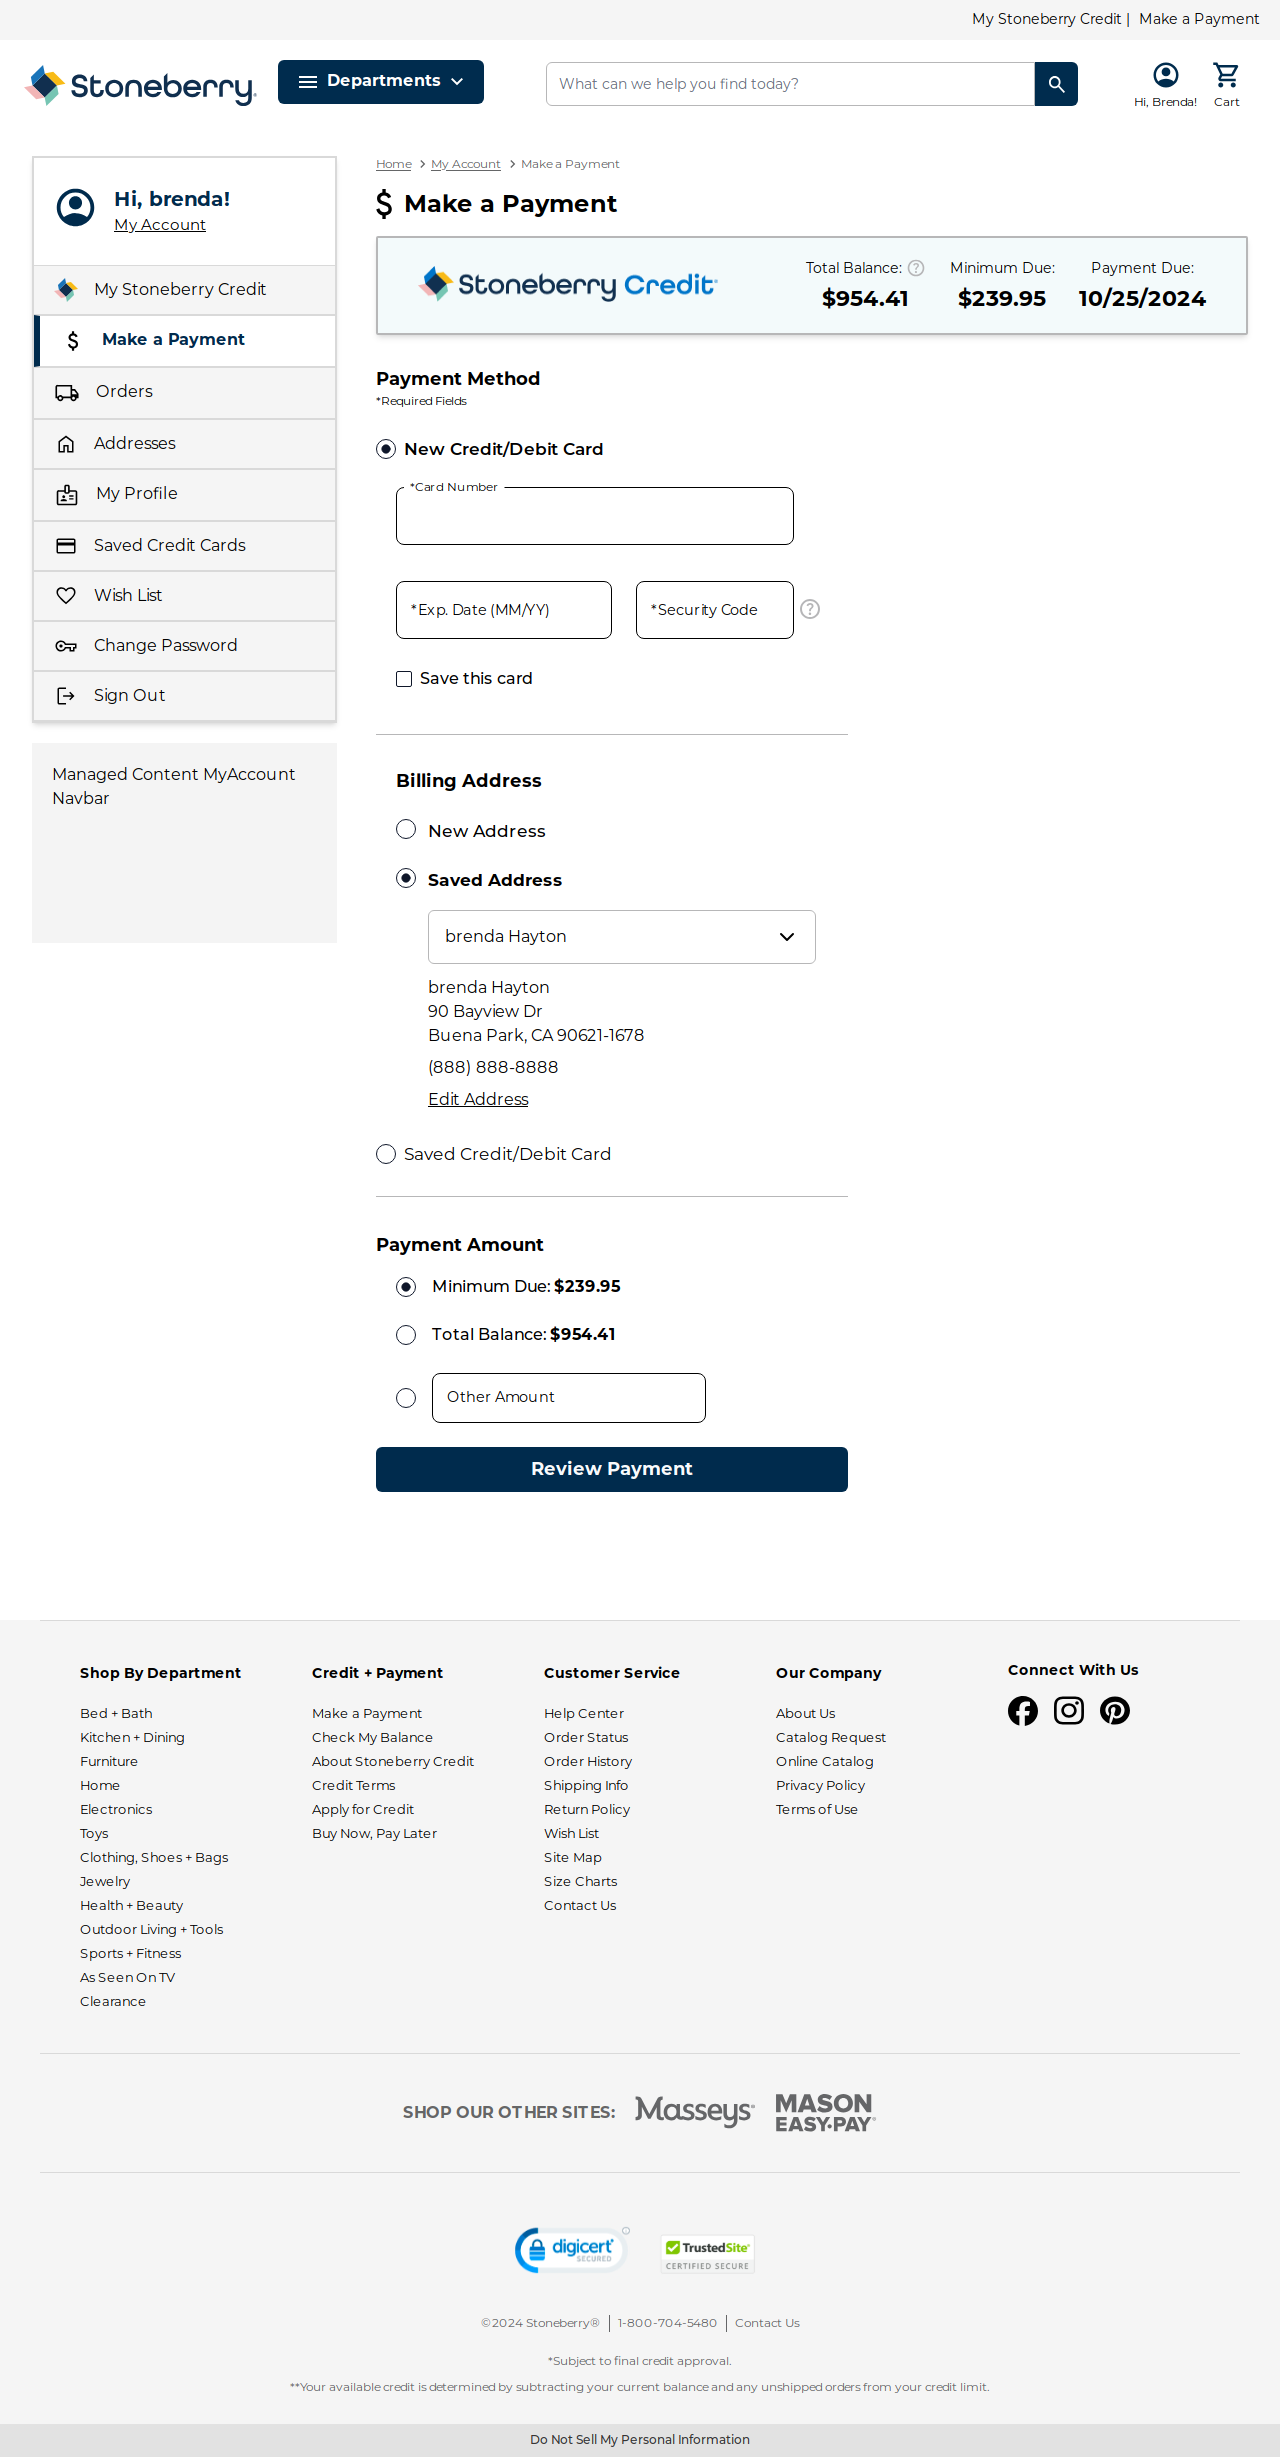 My Stoneberry Credit | Make a Payment
Stoneberry®
Departments
What can we help you find today?
Hi, Brenda!
Cart
Hi, brenda!
My Account
My Stoneberry Credit
Make a Payment
Orders
Addresses
My Profile
Saved Credit Cards
Wish List
Change Password
Sign Out
Managed Content MyAccount
Navbar
Home > My Account > Make a Payment
$ Make a Payment
Stoneberry Credit®
Total Balance: ?
$954.41
Minimum Due:
$239.95
Payment Due:
10/25/2024
Payment Method
*Required Fields
New Credit/Debit Card
*Card Number
*Exp. Date (MM/YY)
*Security Code
?
Save this card
Billing Address
New Address
Saved Address
brenda Hayton
brenda Hayton
90 Bayview Dr
Buena Park, CA 90621-1678
(888) 888-8888
Edit Address
Saved Credit/Debit Card
Payment Amount
Minimum Due: $239.95
Total Balance: $954.41
Other Amount
Review Payment
Shop By Department
Bed + Bath
Kitchen + Dining
Furniture
Home
Electronics
Toys
Clothing, Shoes + Bags
Jewelry
Health + Beauty
Outdoor Living + Tools
Sports + Fitness
As Seen On TV
Clearance
Credit + Payment
Make a Payment
Check My Balance
About Stoneberry Credit
Credit Terms
Apply for Credit
Buy Now, Pay Later
Customer Service
Help Center
Order Status
Order History
Shipping Info
Return Policy
Wish List
Site Map
Size Charts
Contact Us
Our Company
About Us
Catalog Request
Online Catalog
Privacy Policy
Terms of Use
Connect With Us
SHOP OUR OTHER SITES:
Masseys®
MASON
EASY•PAY®
digicert
SECURED
TrustedSite®
CERTIFIED SECURE
©2024 Stoneberry® | 1-800-704-5480 | Contact Us
*Subject to final credit approval.
**Your available credit is determined by subtracting your current balance and any unshipped orders from your credit limit.
Do Not Sell My Personal Information